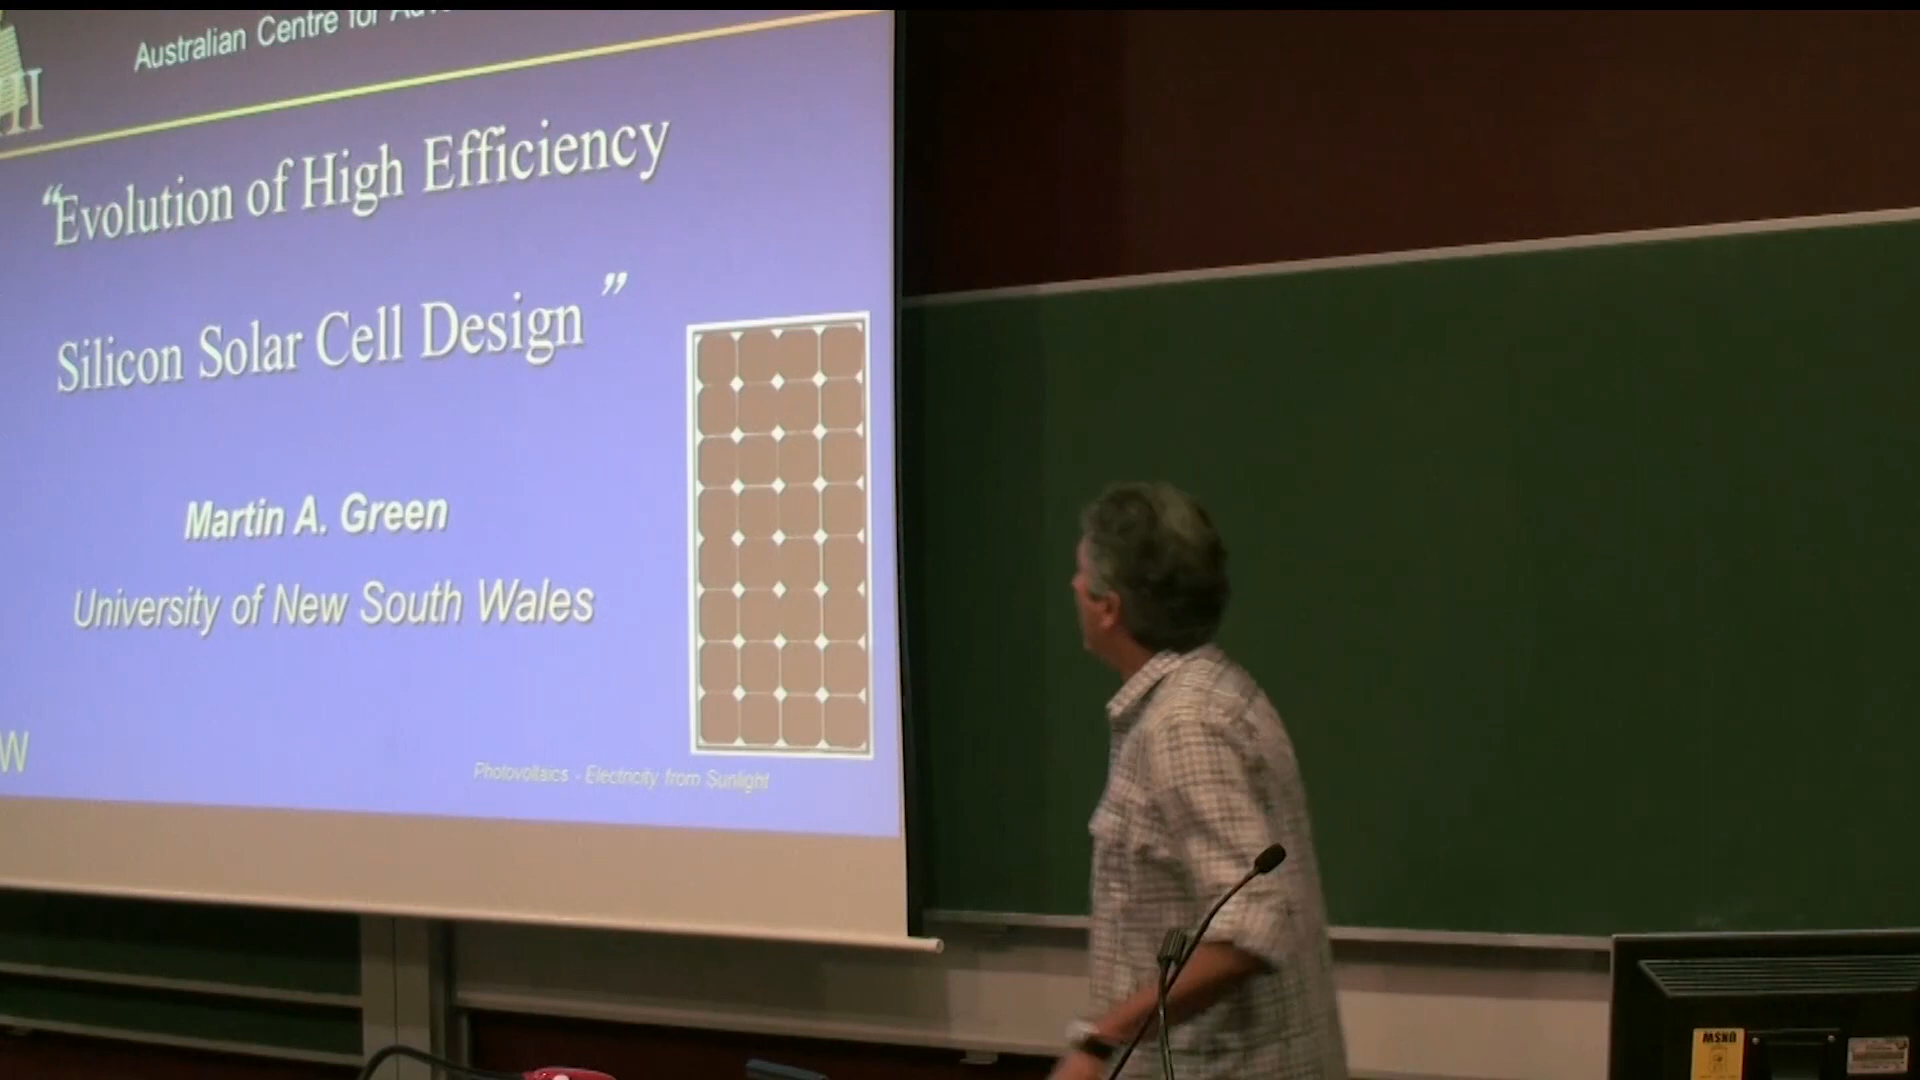 Australian Centre for
“Evolution of High Efficiency
Silicon Solar Cell Design ”
Martin A. Green
University of New South Wales
W
Photovoltaics - Electricity from Sunlight
UNSW